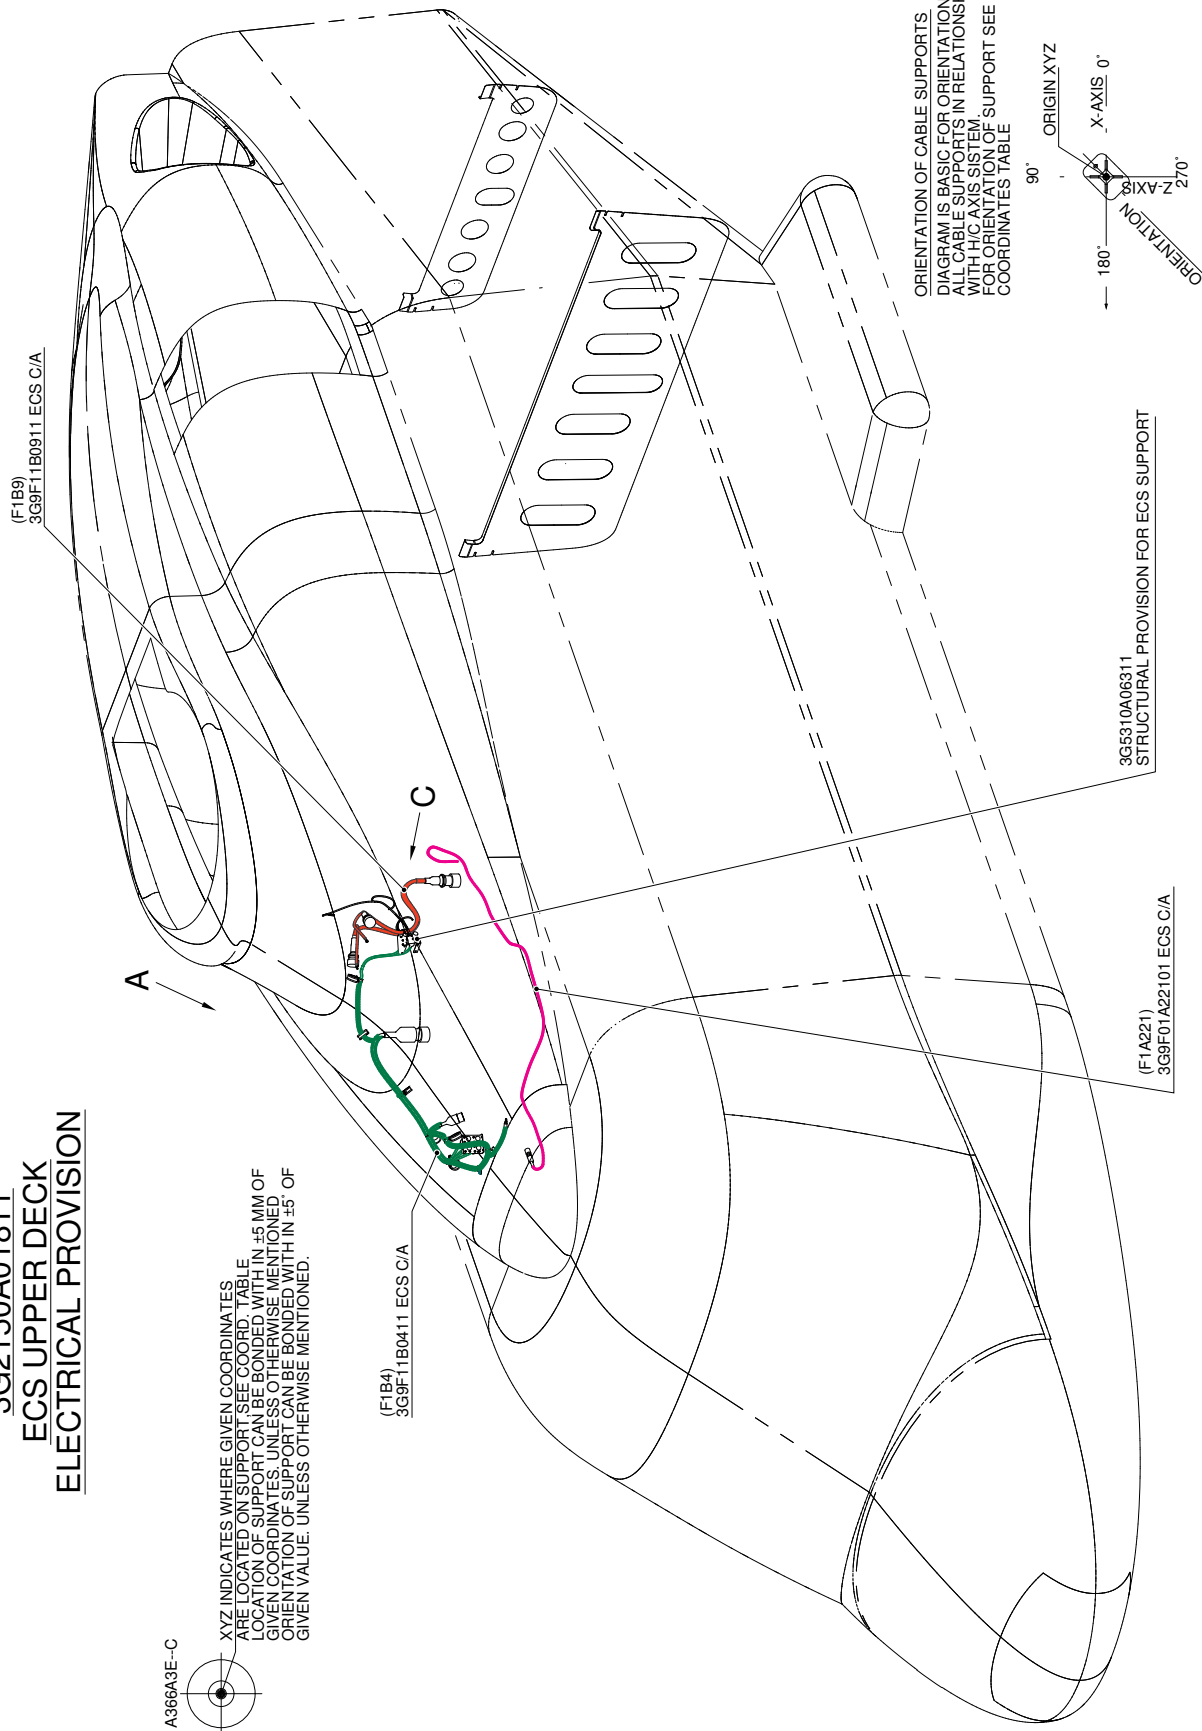 ECS UPPER DECK
ELECTRICAL PROVISION
A366A3E--C
XYZ INDICATES WHERE GIVEN COORDINATES
ARE LOCATED ON SUPPORT,SEE COORD. TABLE
LOCATION OF SUPPORT CAN BE BONDED WITH IN ±5 MM OF
GIVEN COORDINATES. UNLESS OTHERWISE MENTIONED
ORIENTATION OF SUPPORT CAN BE BONDED WITH IN ±5° OF
GIVEN VALUE. UNLESS OTHERWISE MENTIONED.
A
(F1B9)
3G9F11B0911 ECS C/A
C
(F1B4)
3G9F11B0411 ECS C/A
(F1A221)
3G9F01A22101 ECS C/A
3G5310A06311
STRUCTURAL PROVISION FOR ECS SUPPORT
ORIENTATION OF CABLE SUPPORTS
DIAGRAM IS BASIC FOR ORIENTATION
ALL CABLE SUPPORTS IN
WITH H/C AXIS SISTEM.
FOR ORIENTATION OF SUPPORT SEE
COORDINATES TABLE
ORIGIN XYZ
90°
X-AXIS 0°
180°
Z-AXIS
270°
ORIENTATION